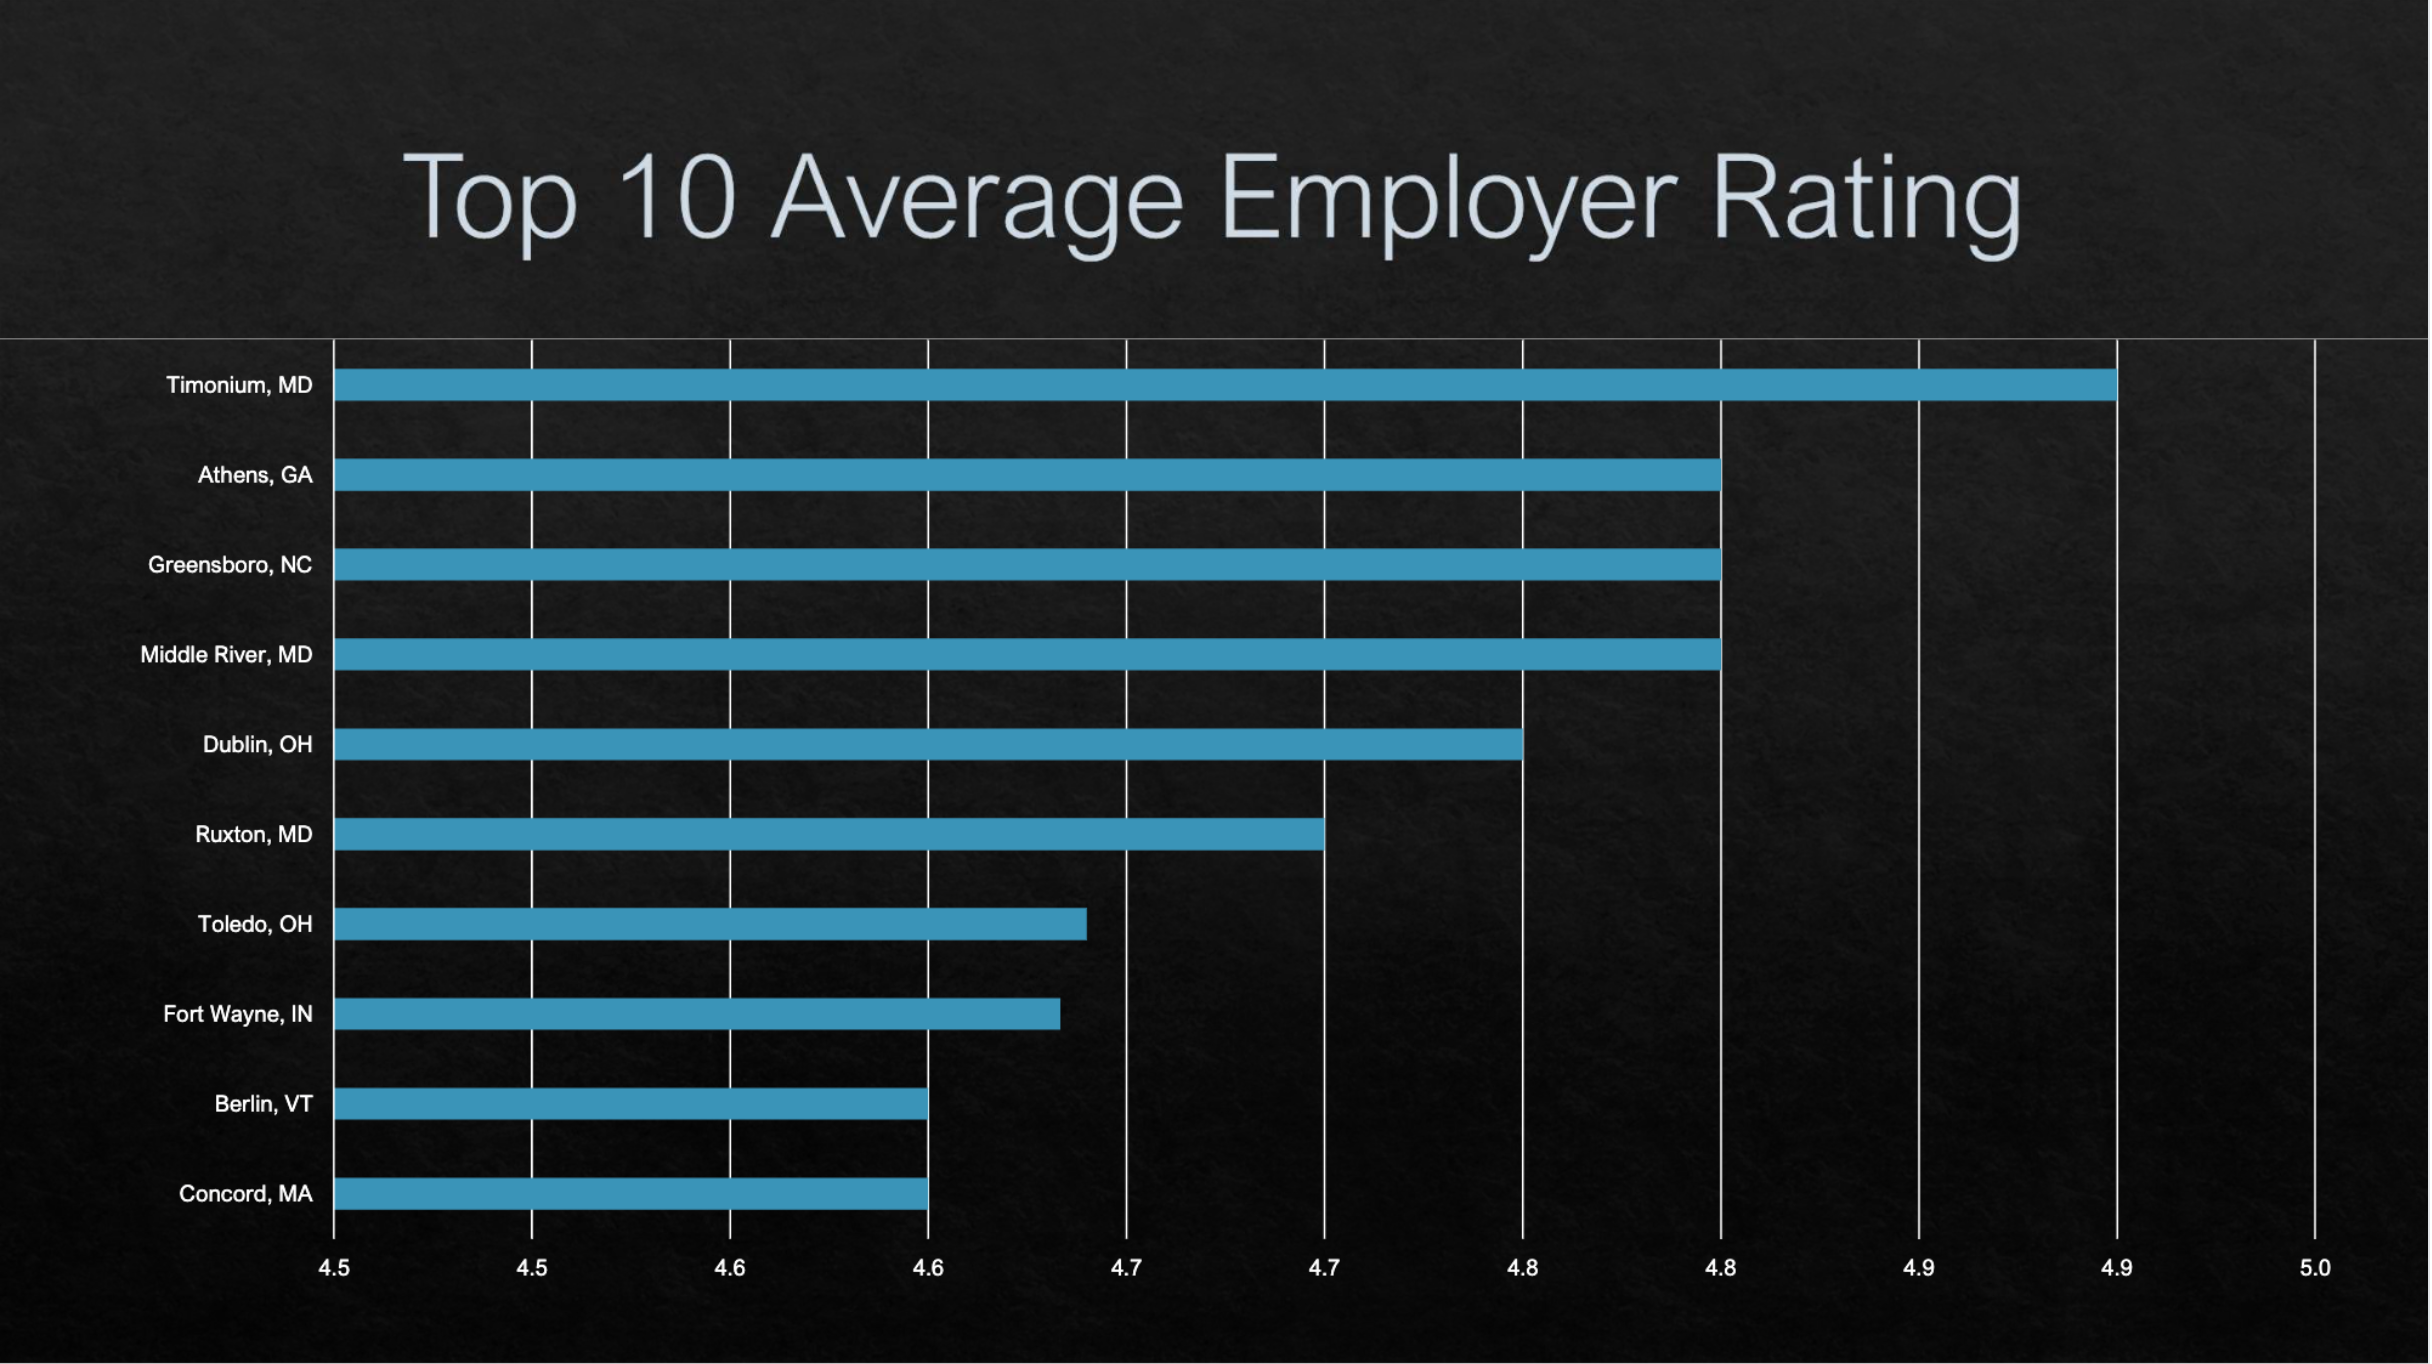 Top 10 Average Employer Rating
Timonium, MD
Athens, GA
Greensboro, NC
Middle River, MD
Dublin, OH
Ruxton, MD
Toledo, OH
Fort Wayne, IN
Berlin, VT
Concord, MA
4.5 4.5 4.6 4.6 4.7 4.7 4.8 4.8 4.9 4.9 5.0